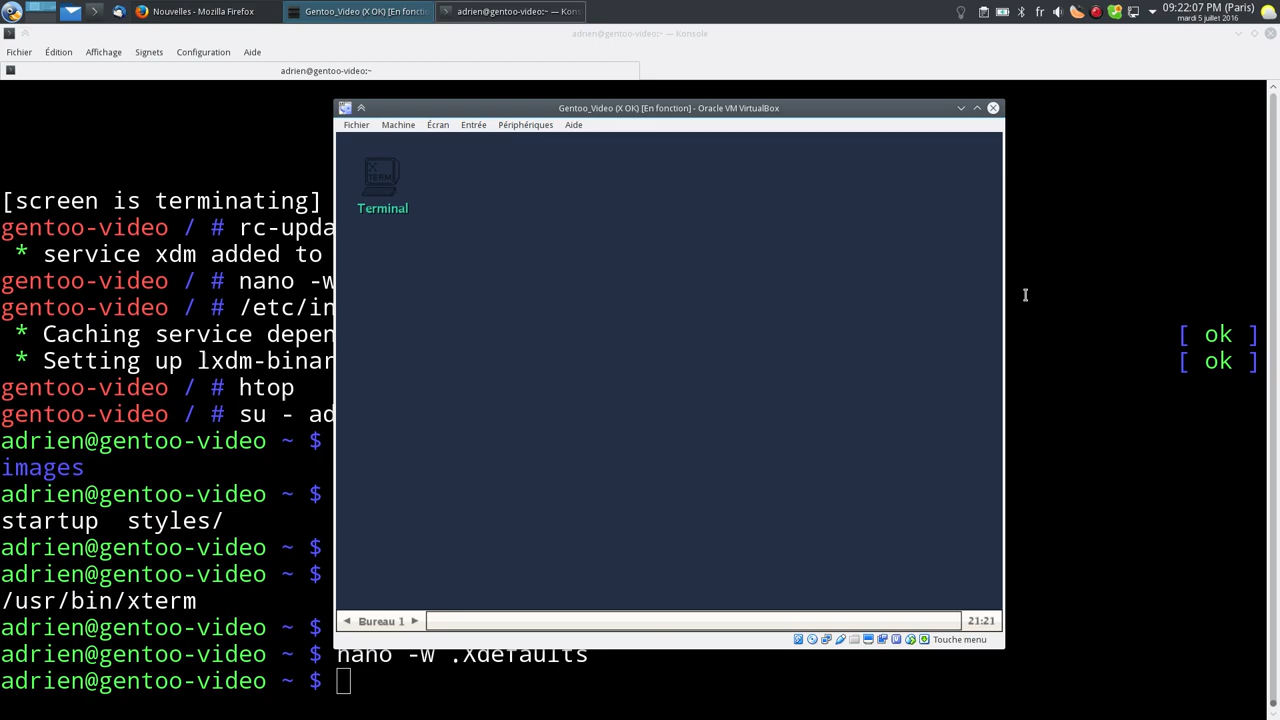 Nouvelles - Mozilla Firefox
Gentoo_Video (X OK) [En foncti
adrien@gentoo-video:~ — Kons
fr
09:22:07 PM (Paris)
mardi 5 juillet 2016
adrien@gentoo-video:~ — Konsole
Fichier Édition Affichage Signets Configuration Aide
adrien@gentoo-video:~
Gentoo_Video (X OK) [En fonction] - Oracle VM VirtualBox
Fichier Machine Écran Entrée Périphériques Aide
TERM
Terminal
[screen is terminating]
gentoo-video / # rc-upda
* service xdm added to
gentoo-video / # nano -w
gentoo-video / # /etc/in
* Caching service depen [ ok ]
* Setting up lxdm-binar [ ok ]
gentoo-video / # htop
gentoo-video / # su - ad
adrien@gentoo-video ~ $
images
adrien@gentoo-video ~ $
startup styles/
adrien@gentoo-video ~ $
adrien@gentoo-video ~ $
/usr/bin/xterm
adrien@gentoo-video ~ $
Bureau 1
21:21
Touche menu
adrien@gentoo-video ~ $ nano -w .Xdefaults
adrien@gentoo-video ~ $